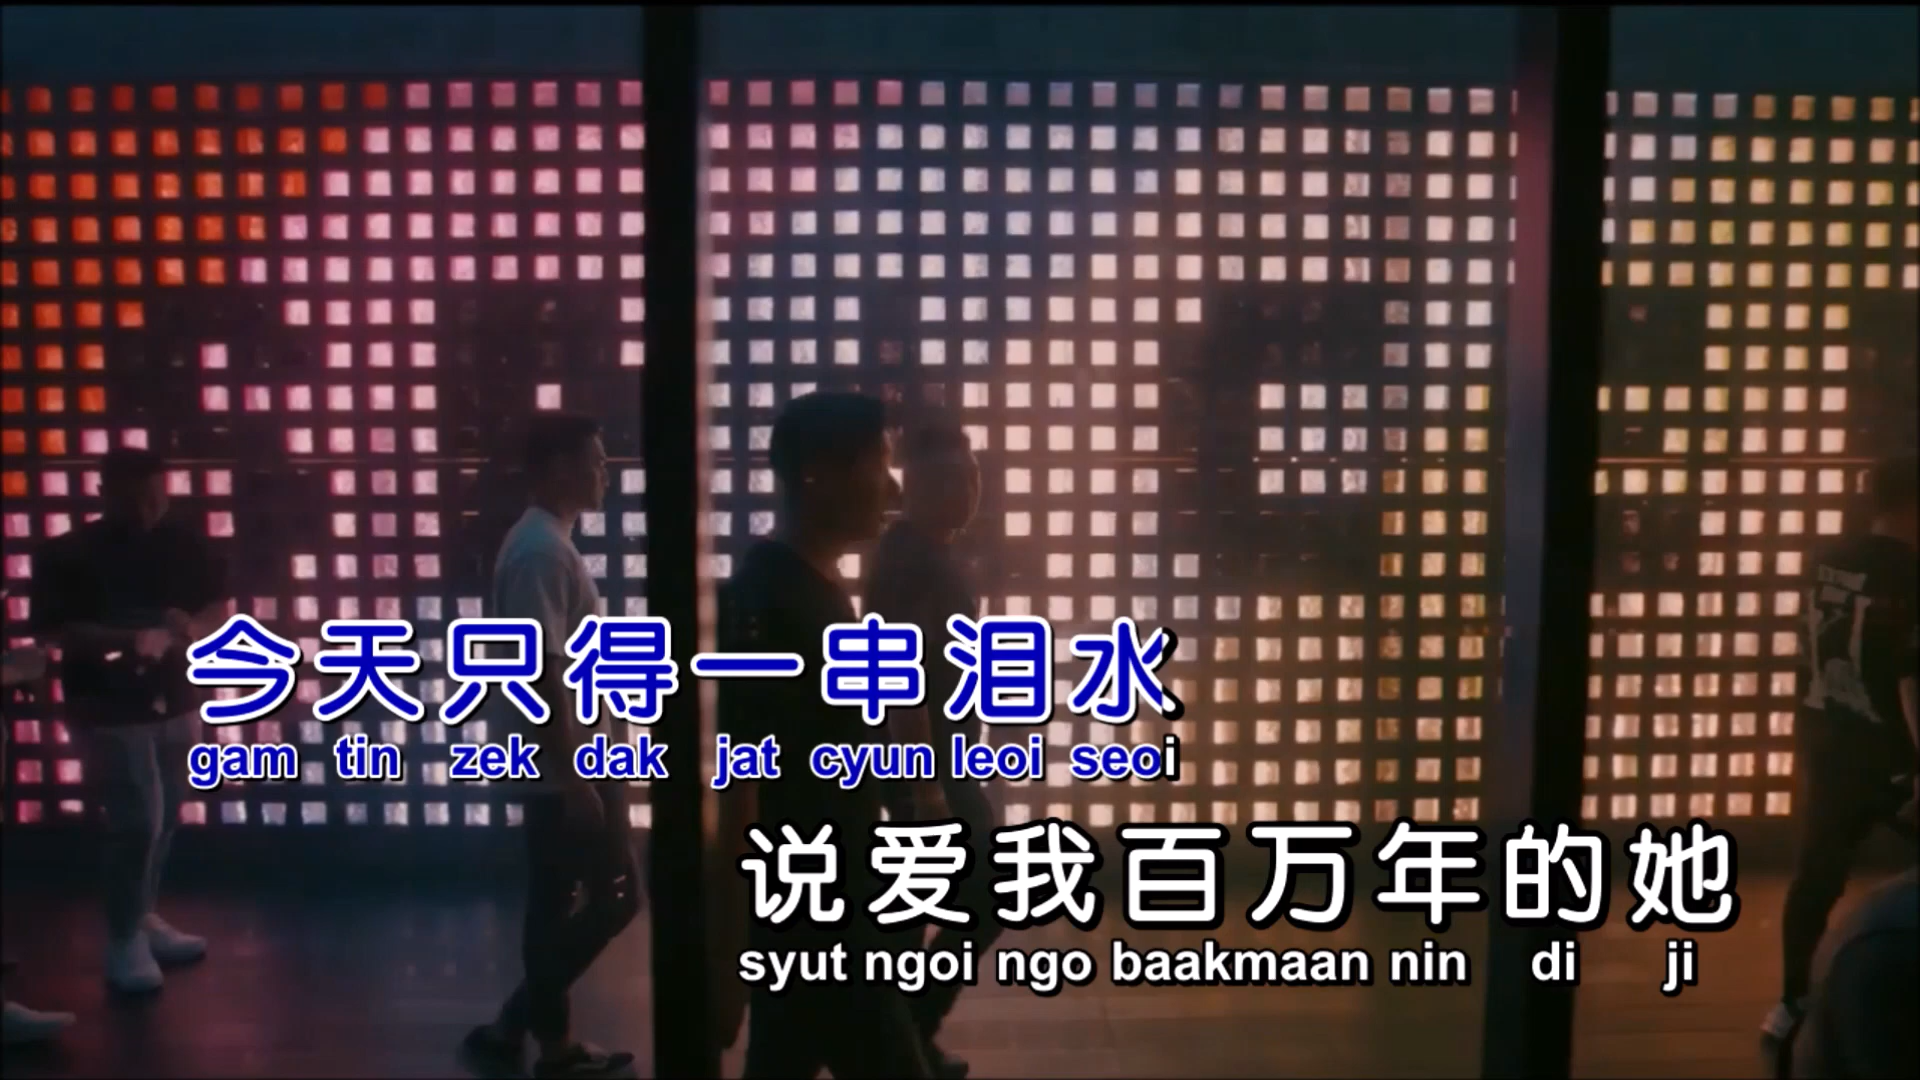 今天只得一串泪水
gam tin zek dak jat cyun leoi seoi
说爱我百万年的她
syut ngoi ngo baakmaan nin di ji